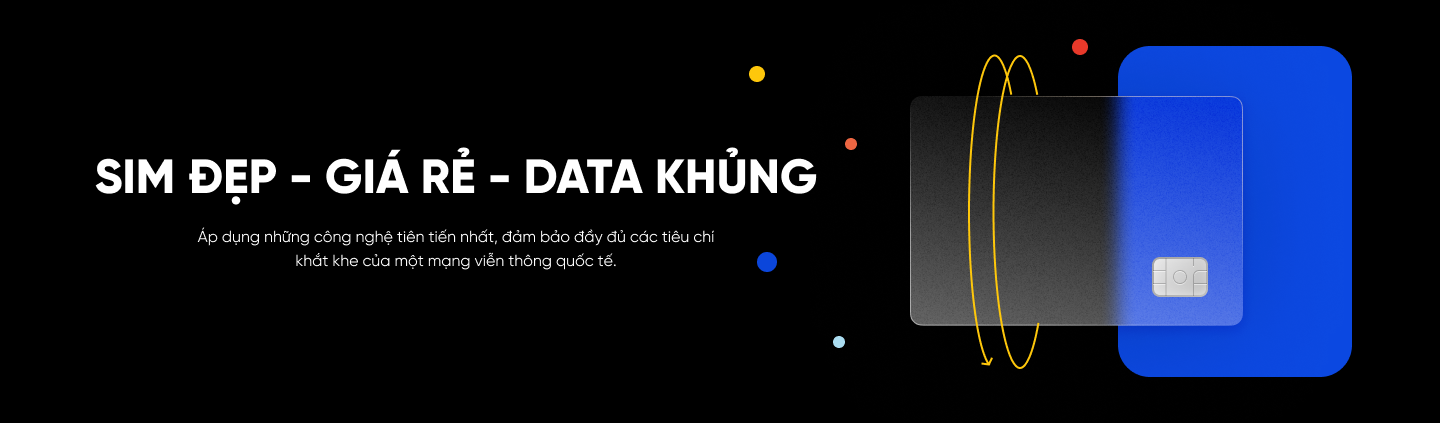 SIM ĐẸP - GIÁ RẺ - DATA KHỦNG
Áp dụng những công nghệ tiên tiến nhất, đảm bảo đầy đủ các tiêu chí
khắt khe của một mạng viễn thông quốc tế.